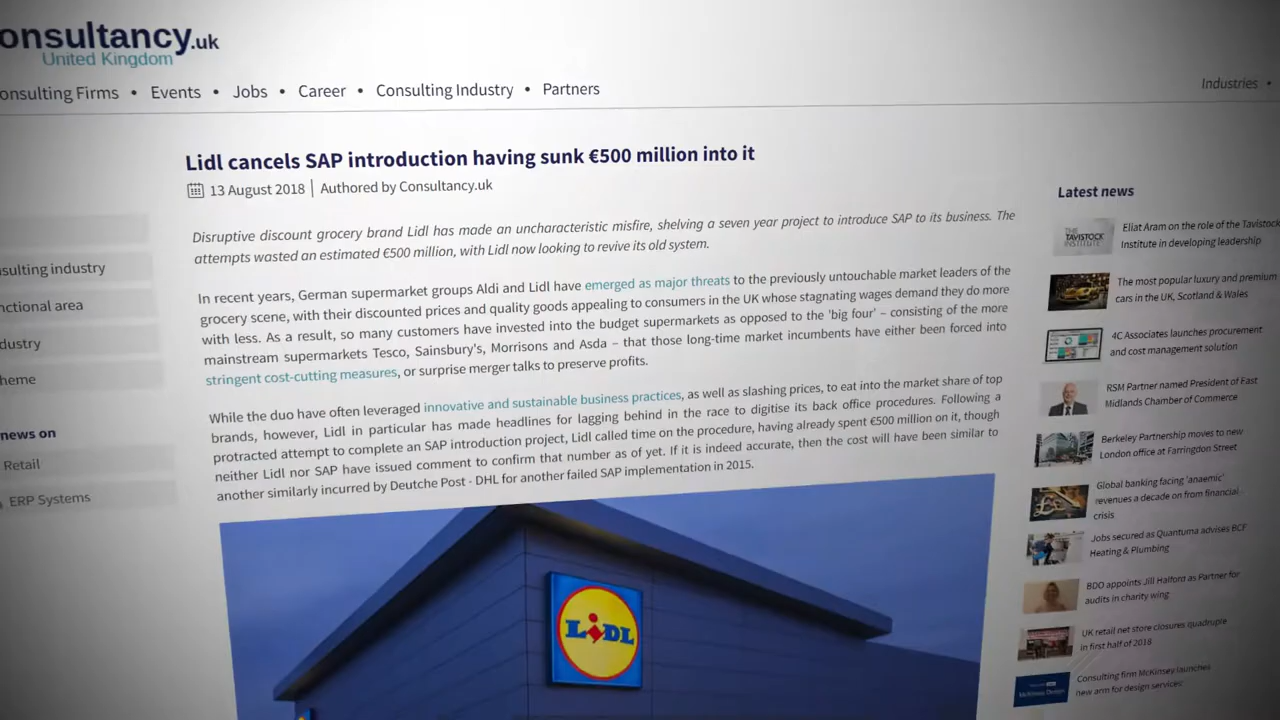 onsultancy.uk
United Kingdom
onsulting Firms • Events • Jobs • Career • Consulting Industry • Partners
Industries •
Lidl cancels SAP introduction having sunk €500 million into it
13 August 2018 | Authored by Consultancy.uk
Disruptive discount grocery brand Lidl has made an uncharacteristic misfire, shelving a seven year project to introduce SAP to its business. The
attempts wasted an estimated €500 million, with Lidl now looking to revive its old system.
In recent years, German supermarket groups Aldi and Lidl have emerged as major threats to the previously untouchable market leaders of the
grocery scene, with their discounted prices and quality goods appealing to consumers in the UK whose stagnating wages demand they do more
with less. As a result, so many customers have invested into the budget supermarkets as opposed to the 'big four' – consisting of the more
mainstream supermarkets Tesco, Sainsbury's, Morrisons and Asda – that those long-time market incumbents have either been forced into
stringent cost-cutting measures, or surprise merger talks to preserve profits.
While the duo have often leveraged innovative and sustainable business practices, as well as slashing prices, to eat into the market share of top
brands, however, Lidl in particular has made headlines for lagging behind in the race to digitise its back office procedures. Following a
protracted attempt to complete an SAP introduction project, Lidl called time on the procedure, having already spent €500 million on it, though
neither Lidl nor SAP have issued comment to confirm that number as of yet. If it is indeed accurate, then the cost will have been similar to
another similarly incurred by Deutche Post - DHL for another failed SAP implementation in 2015.
LIDL
nsulting industry
nctional area
dustry
heme
news on
Retail
ERP Systems
Latest news
THE TAVISTOCK INSTITUTE
Eliat Aram on the role of the Tavistock
Institute in developing leadership
The most popular luxury and premium
cars in the UK, Scotland & Wales
4C Associates launches procurement
and cost management solution
RSM Partner named President of East
Midlands Chamber of Commerce
Berkeley Partnership moves to new
London office at Farringdon Street
Global banking facing 'anaemic'
revenues a decade on from financial
crisis
Jobs secured as Quantuma advises BCF
Heating & Plumbing
BDO appoints Jill Halford as Partner for
audits in charity wing
UK retail net store closures quadruple
in first half of 2018
McKinsey Design
Consulting firm McKinsey launches
new arm for design services